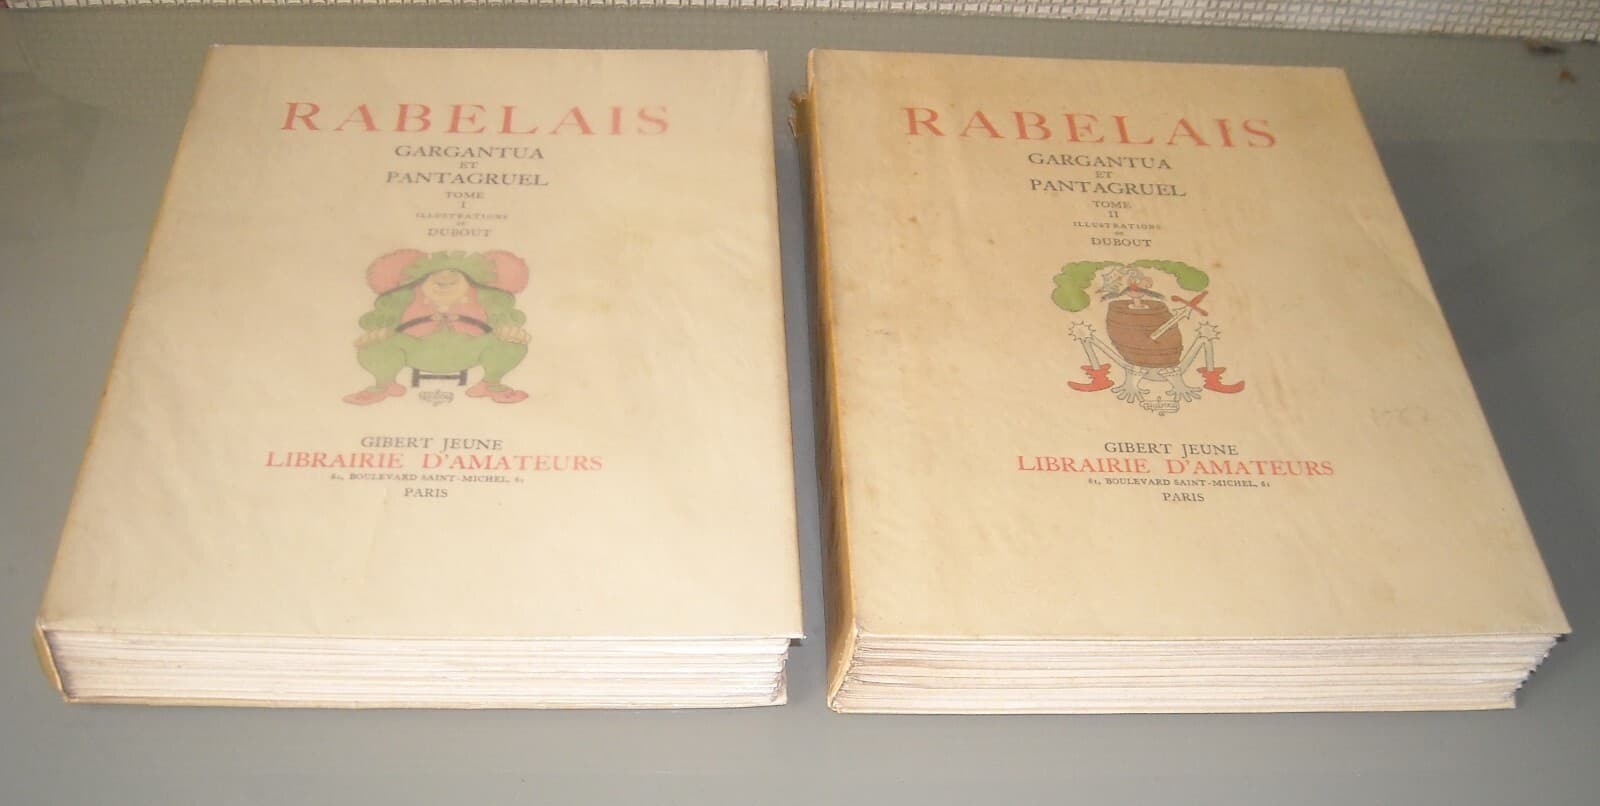 RABELAIS
GARGANTUA
ET
PANTAGRUEL
TOME
I
ILLUSTRATIONS
DE
DUBOUT
GIBERT JEUNE
LIBRAIRIE D'AMATEURS
61, BOULEVARD SAINT-MICHEL, 61
PARIS
RABELAIS
GARGANTUA
ET
PANTAGRUEL
TOME
II
ILLUSTRATIONS
DE
DUBOUT
GIBERT JEUNE
LIBRAIRIE D'AMATEURS
61, BOULEVARD SAINT-MICHEL, 61
PARIS